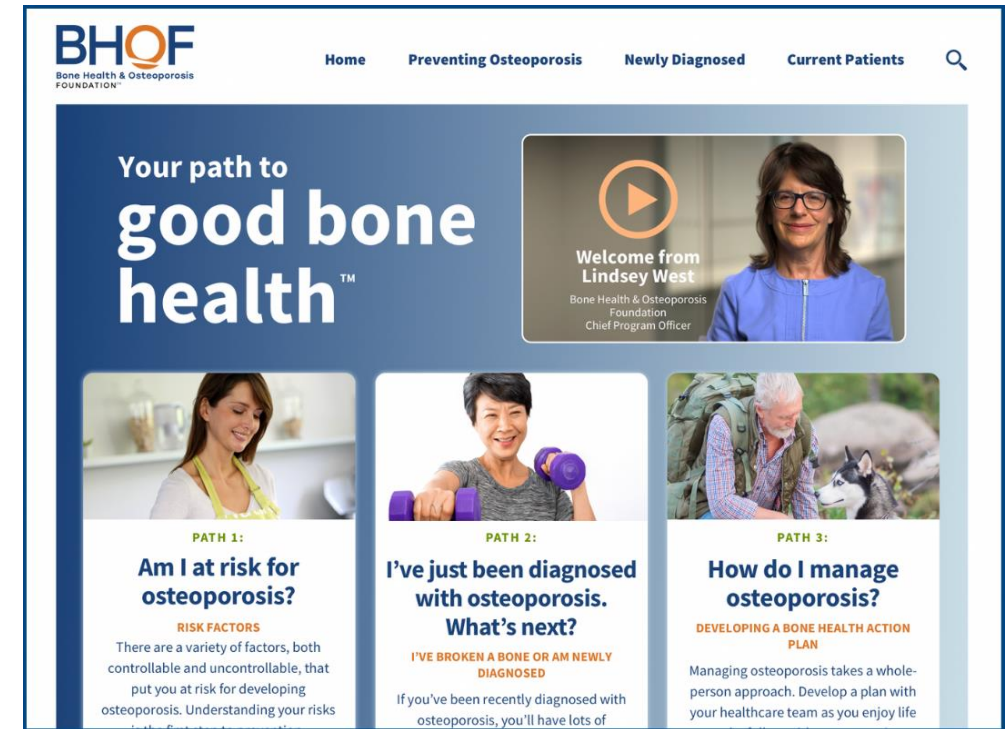 BHOF
Bone Health & Osteoporosis
FOUNDATION™
Home
Preventing Osteoporosis
Newly Diagnosed
Current Patients
Your path to
good bone
health™
Welcome from
Lindsey West
Bone Health & Osteoporosis
Foundation
Chief Program Officer
PATH 1:
Am I at risk for
osteoporosis?
RISK FACTORS
There are a variety of factors, both
controllable and uncontrollable, that
put you at risk for developing
osteoporosis. Understanding your risks
PATH 2:
I’ve just been diagnosed
with osteoporosis.
What’s next?
I’VE BROKEN A BONE OR AM NEWLY
DIAGNOSED
If you’ve been recently diagnosed with
osteoporosis, you’ll have lots of
PATH 3:
How do I manage
osteoporosis?
DEVELOPING A BONE HEALTH ACTION
PLAN
Managing osteoporosis takes a whole-
person approach. Develop a plan with
your healthcare team as you enjoy life